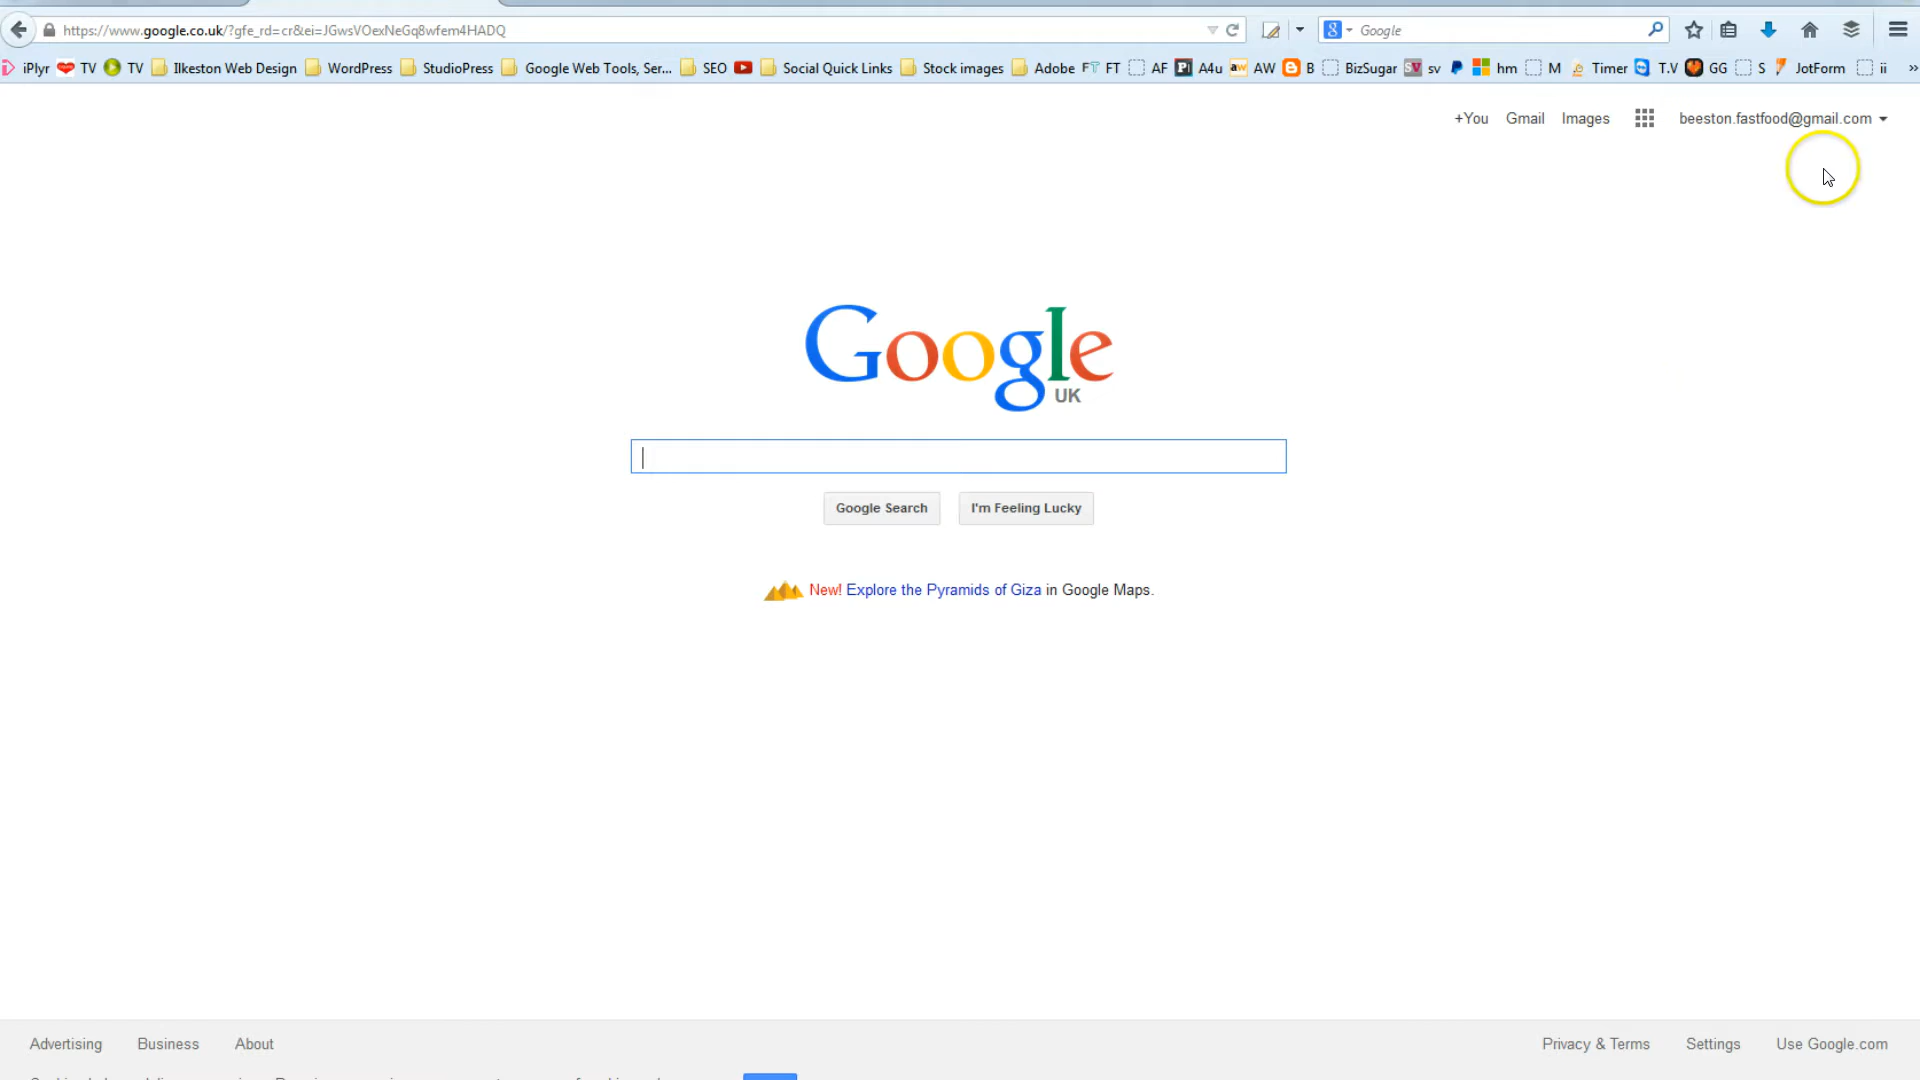 https://www.google.co.uk/?gfe_rd=cr&ei=JGwsVOexNeGq8wfem4HADQ
Google
iPlyr TV TV Ilkeston Web Design WordPress StudioPress Google Web Tools, Ser... SEO Social Quick Links Stock images Adobe FT FT AF A4u aw AW B BizSugar sv hm M Timer T.V GG S JotForm ii »
+You Gmail Images beeston.fastfood@gmail.com
Google
UK
Google Search I'm Feeling Lucky
New! Explore the Pyramids of Giza in Google Maps.
Advertising Business About Privacy & Terms Settings Use Google.com